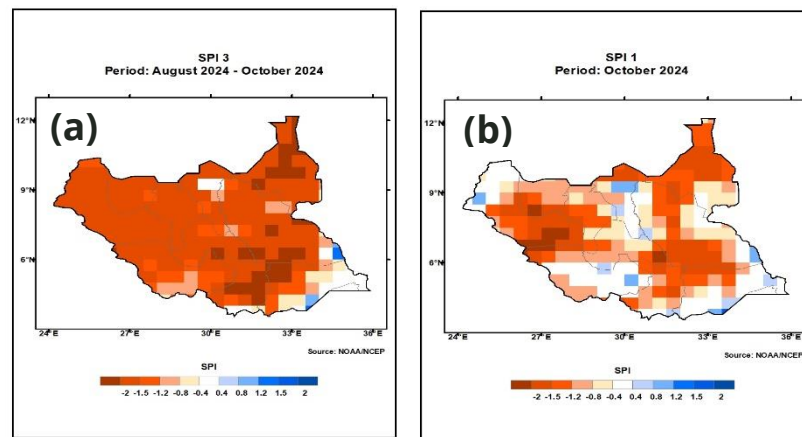 SPI 3
Period: August 2024 - October 2024
(a)
12°N
9°N
6°N
24°E 27°E 30°E 33°E 36°E
Source: NOAA/NCEP
SPI
-2 -1.5 -1.2 -0.8 -0.4 0.4 0.8 1.2 1.5 2
SPI 1
Period: October 2024
(b)
12°N
9°N
6°N
24°E 27°E 30°E 33°E 36°E
Source: NOAA/NCEP
SPI
-2 -1.5 -1.2 -0.8 -0.4 0.4 0.8 1.2 1.5 2